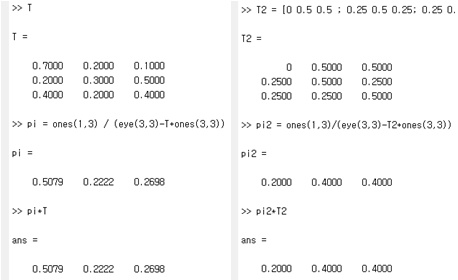 >> T
T =
0.7000 0.2000 0.1000
0.2000 0.3000 0.5000
0.4000 0.2000 0.4000
>> pi = ones(1,3) / (eye(3,3)-T+ones(3,3))
pi =
0.5079 0.2222 0.2698
>> pi*T
ans =
0.5079 0.2222 0.2698
>> T2 = [0 0.5 0.5 ; 0.25 0.5 0.25; 0.25 0.
T2 =
0 0.5000 0.5000
0.2500 0.5000 0.2500
0.2500 0.2500 0.5000
>> pi2 = ones(1,3)/(eye(3,3)-T2+ones(3,3))
pi2 =
0.2000 0.4000 0.4000
>> pi2*T2
ans =
0.2000 0.4000 0.4000